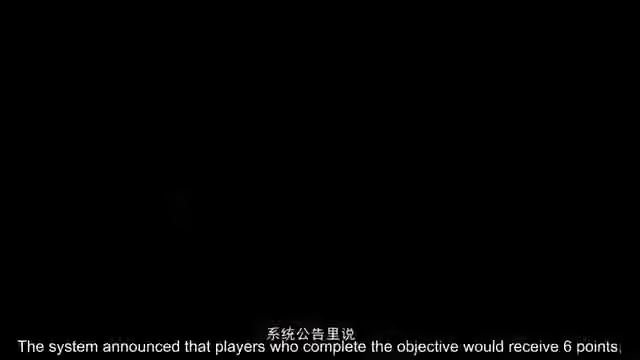 系统公告里说
The system announced that players who complete the objective would receive 6 points